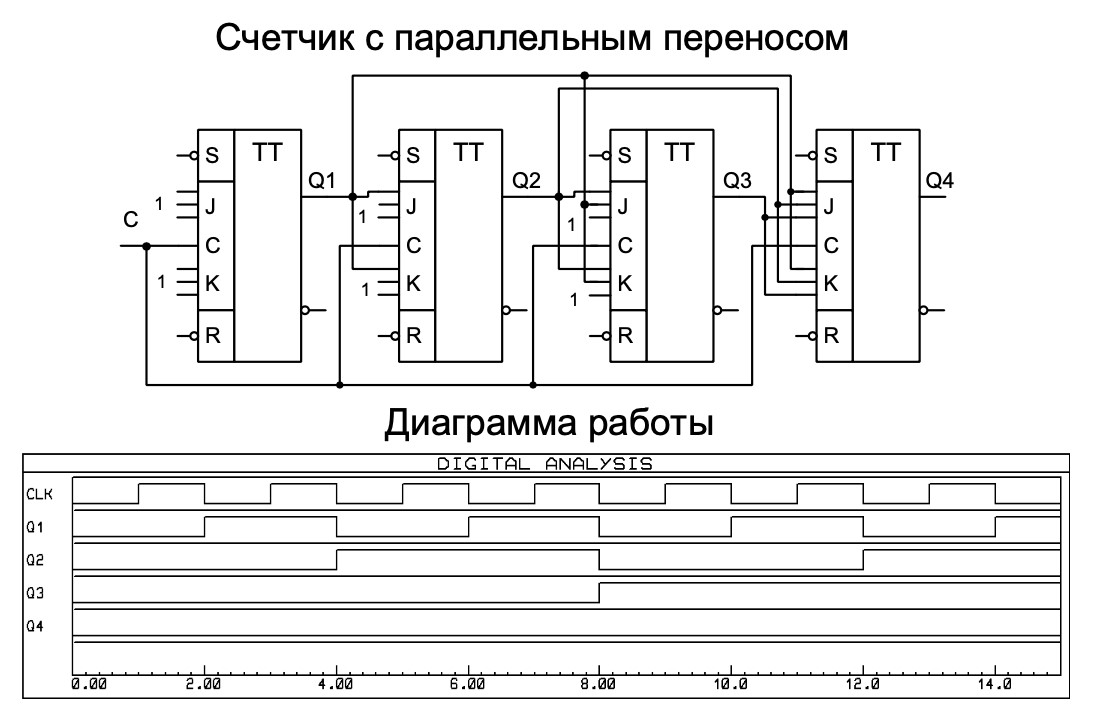 Счетчик с параллельным переносом
S TT S TT S TT S TT
Q1 Q2 Q3 Q4
1 J 1 J 1 J J
C C C C C
1 K 1 K 1 K K
R R R R
Диаграмма работы
DIGITAL ANALYSIS
CLK
Q1
Q2
Q3
Q4
0.00 2.00 4.00 6.00 8.00 10.0 12.0 14.0